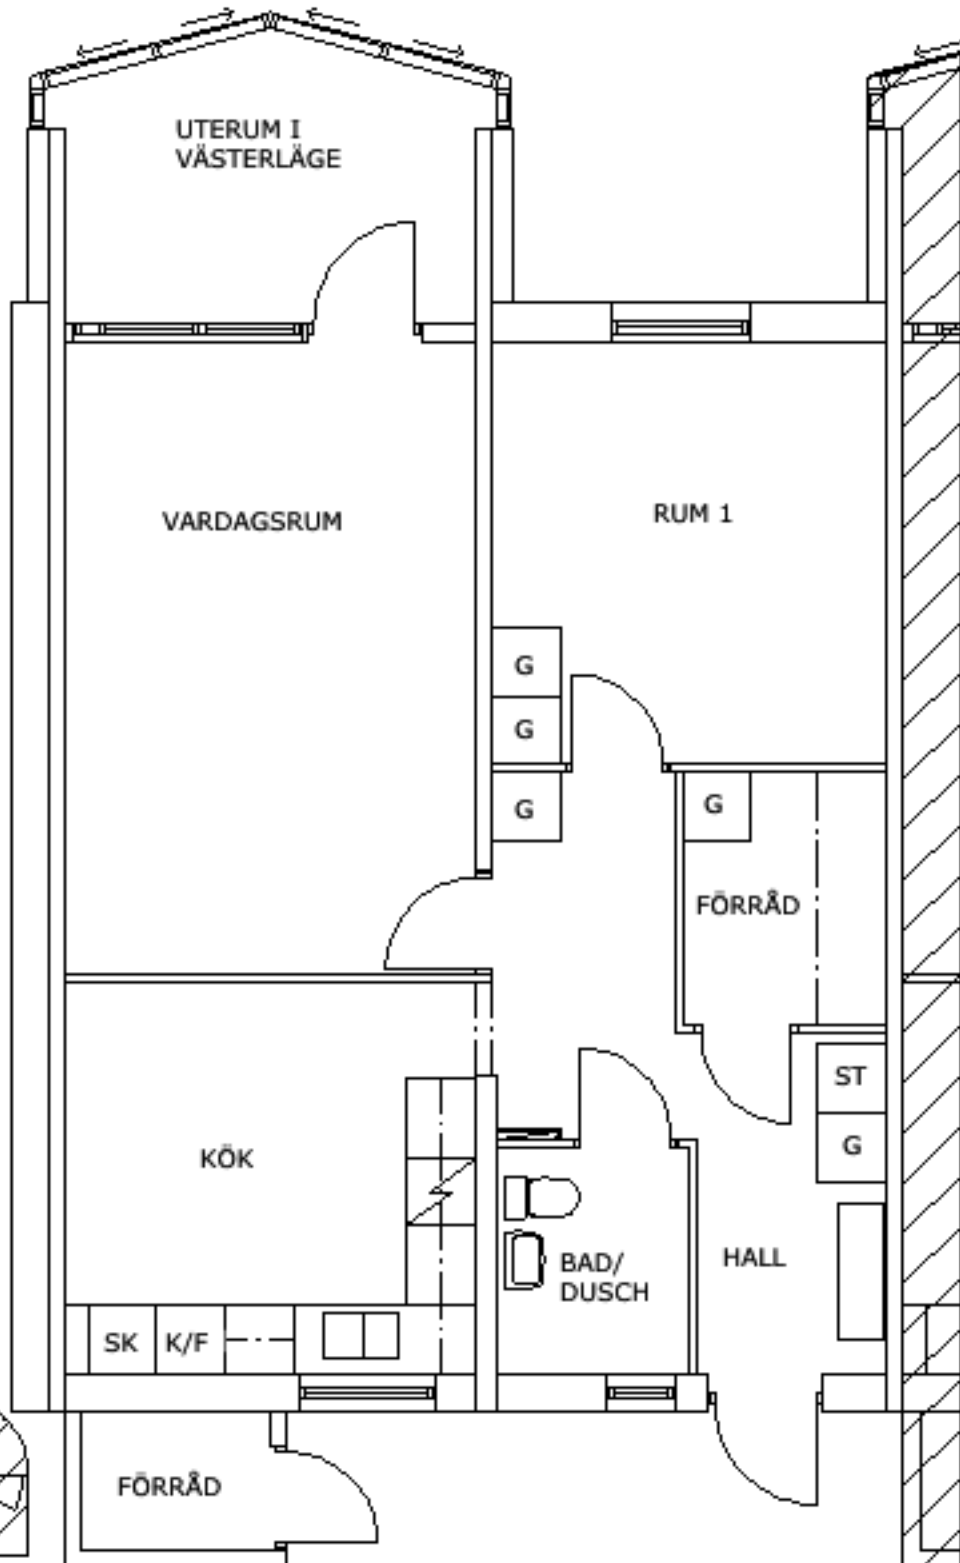 UTERUM I
VÄSTERLÄGE
VARDAGSRUM
RUM 1
G
G
G
G
FÖRRÅD
ST
G
KÖK
HALL
BAD/
DUSCH
SK
K/F
FÖRRÅD